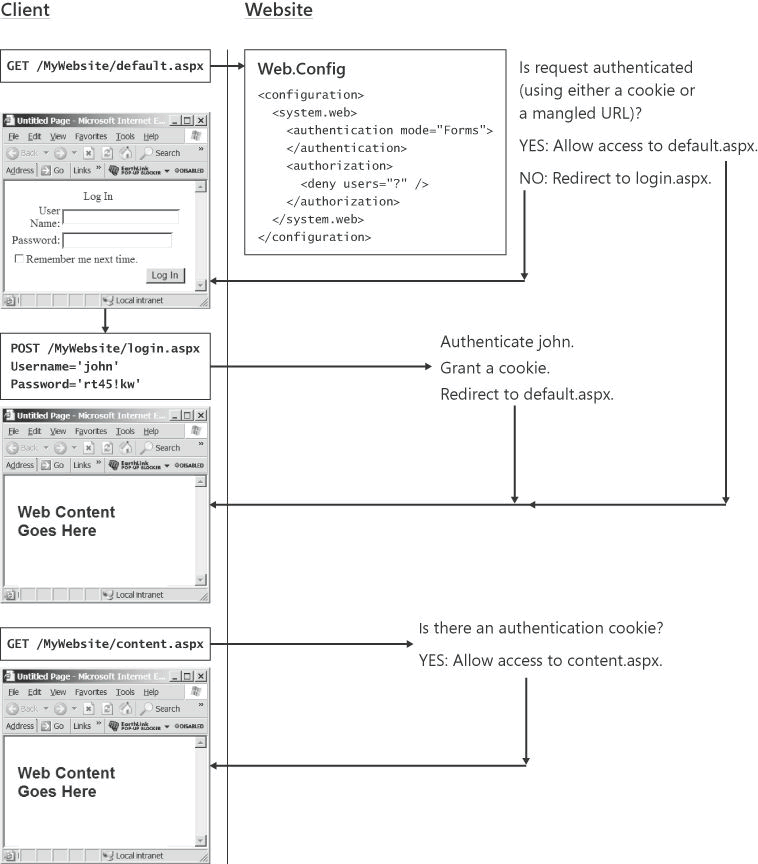 Client
Website
GET /MyWebsite/default.aspx
Web.Config
<configuration>
<system.web>
<authentication mode="Forms">
</authentication>
<authorization>
<deny users="?" />
</authorization>
</system.web>
</configuration>
Is request authenticated
(using either a cookie or
a mangled URL)?
YES: Allow access to default.aspx.
NO: Redirect to login.aspx.
Untitled Page - Microsoft Internet E...
File Edit View Favorites Tools Help
Back Search »
Address Go Links » EarthLink POP-UP BLOCKER DISABLED
Log In
User
Name:
Password:
Remember me next time.
Log In
Local intranet
POST /MyWebsite/login.aspx
Username='john'
Password='rt45!kw'
Authenticate john.
Grant a cookie.
Redirect to default.aspx.
Untitled Page - Microsoft Internet E...
File Edit View Favorites Tools Help
Back Search »
Address Go Links » EarthLink POP-UP BLOCKER DISABLED
Web Content
Goes Here
Local intranet
GET /MyWebsite/content.aspx
Is there an authentication cookie?
YES: Allow access to content.aspx.
Untitled Page - Microsoft Internet E...
File Edit View Favorites Tools Help
Back Search »
Address Go Links » EarthLink POP-UP BLOCKER DISABLED
Web Content
Goes Here
Local intranet